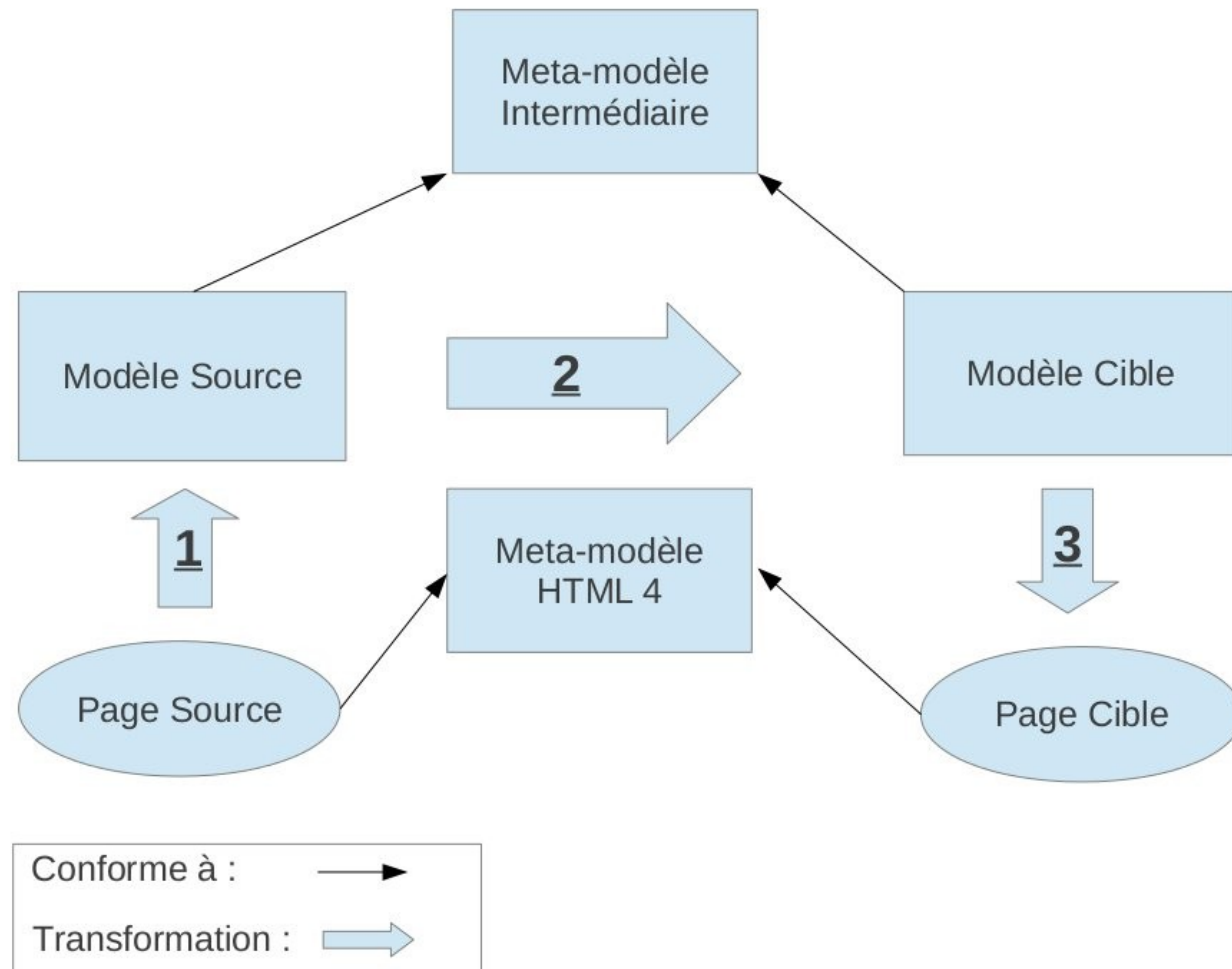 Meta-modèle
Intermédiaire
Modèle Source
2
Modèle Cible
1
Meta-modèle
HTML 4
3
Page Source
Page Cible
Conforme à :
Transformation :